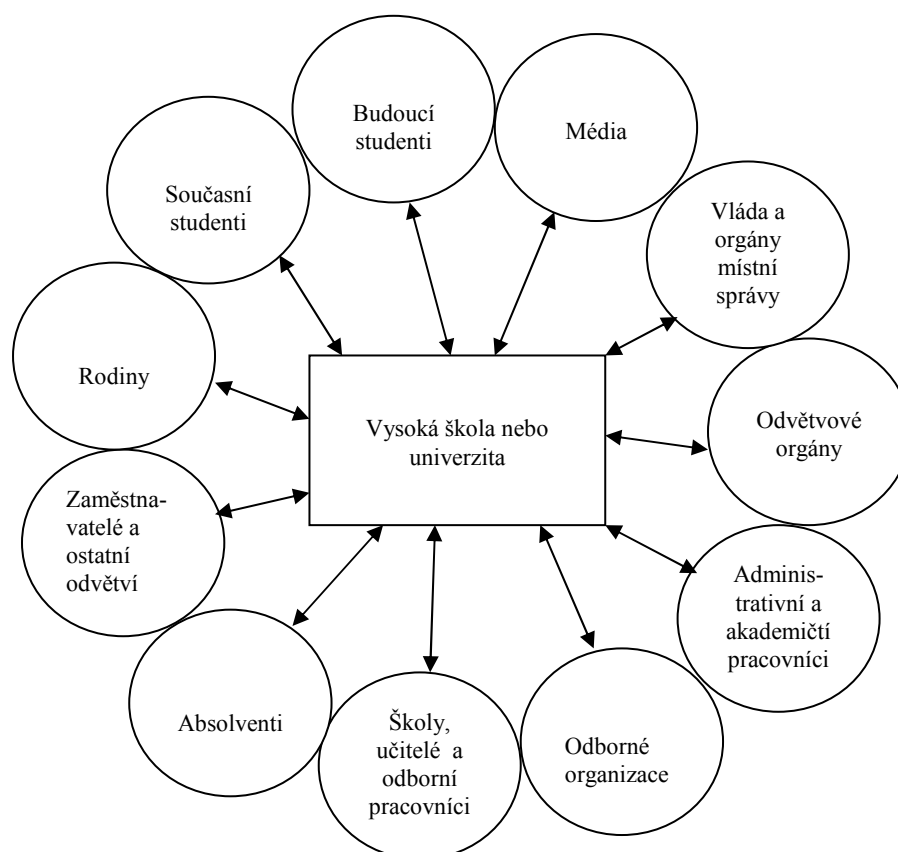 Budoucí
studenti
Média
Současní
studenti
Vláda a
orgány
místní
správy
Rodiny
Vysoká škola nebo
univerzita
Odvětvové
orgány
Zaměstna-
vatelé a
ostatní
odvětví
Adminis-
trativní a
akademičtí
pracovníci
Absolventi
Školy,
učitelé a
odborní
pracovníci
Odborné
organizace